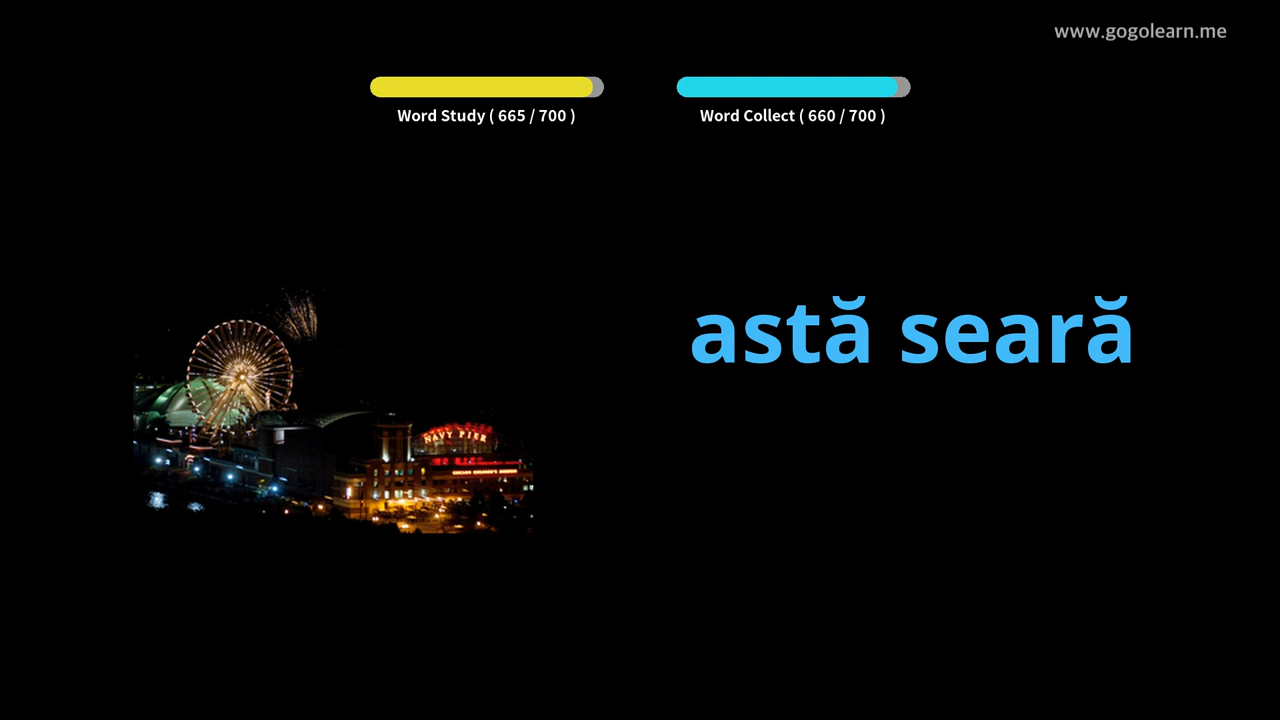 www.gogolearn.me
Word Study ( 665 / 700 )
Word Collect ( 660 / 700 )
astă seară
NAVY PIER